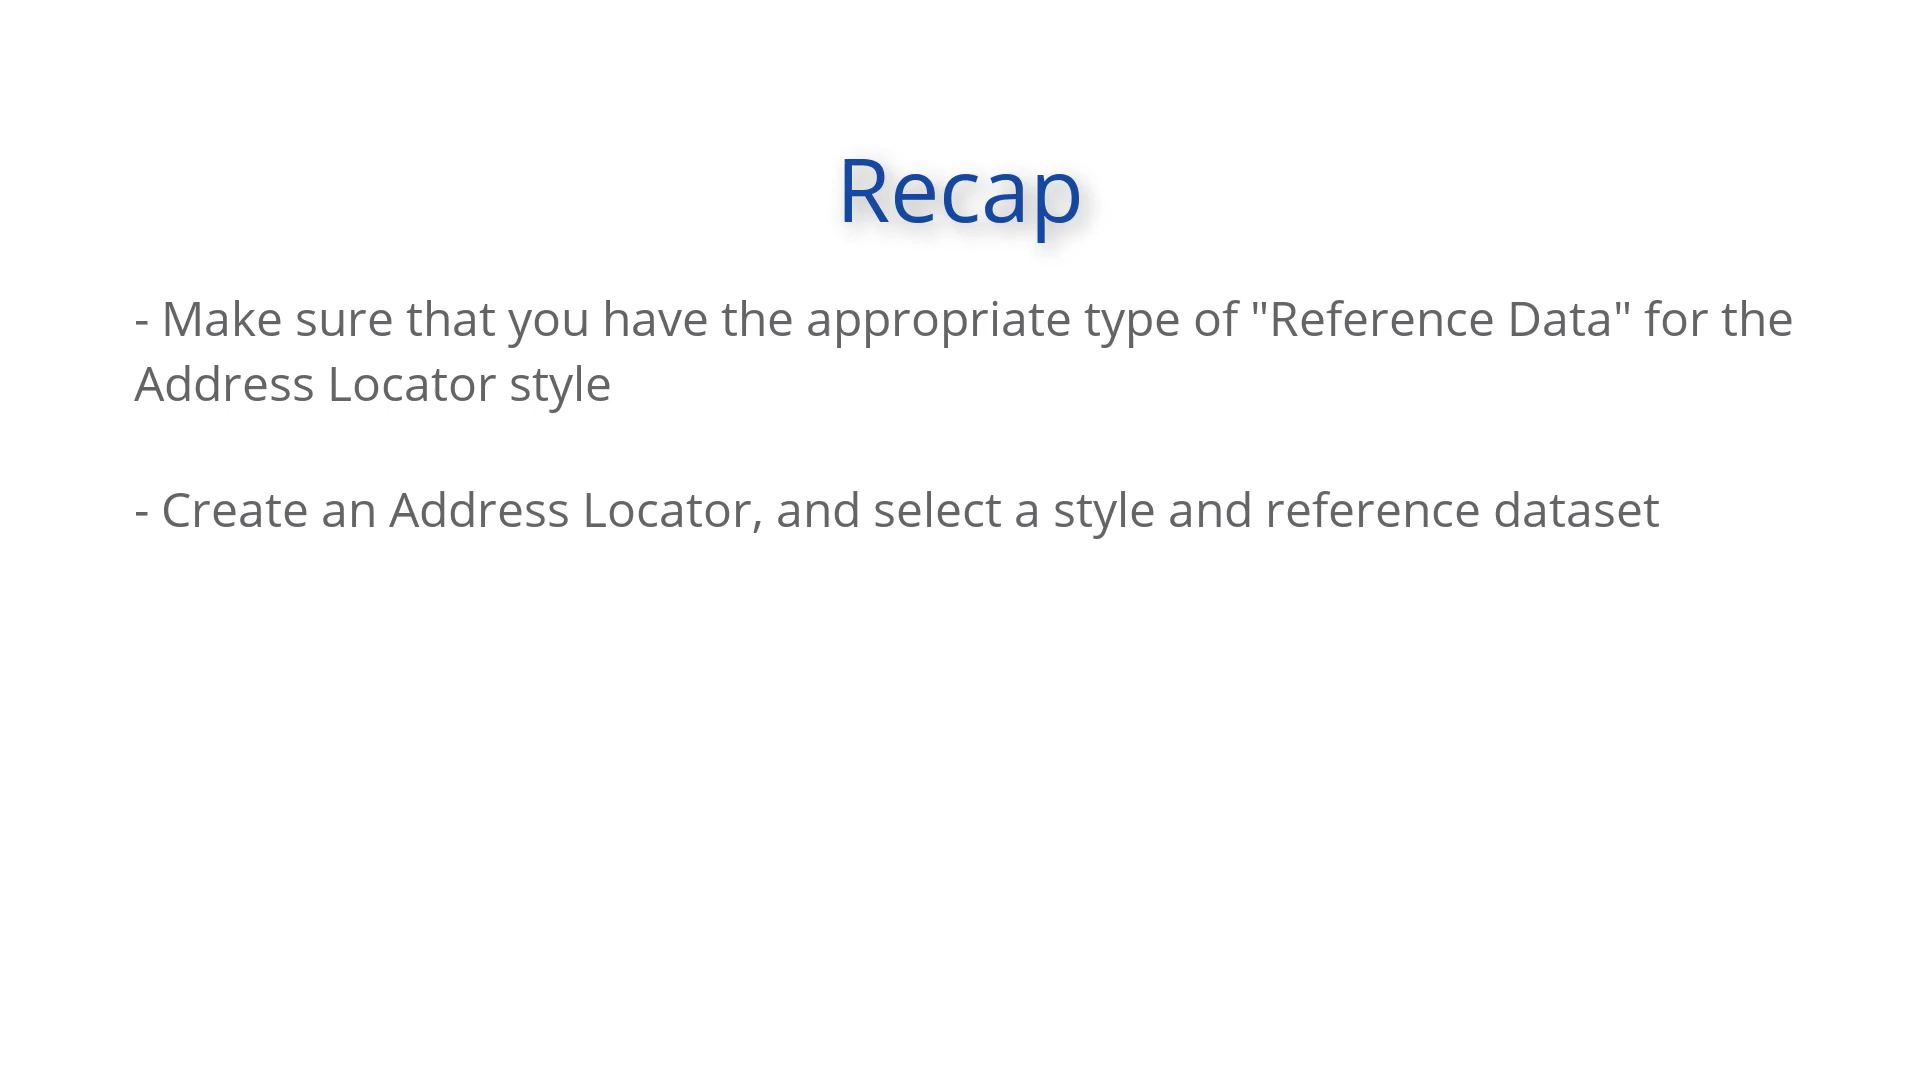 Recap
- Make sure that you have the appropriate type of "Reference Data" for the
Address Locator style
- Create an Address Locator, and select a style and reference dataset